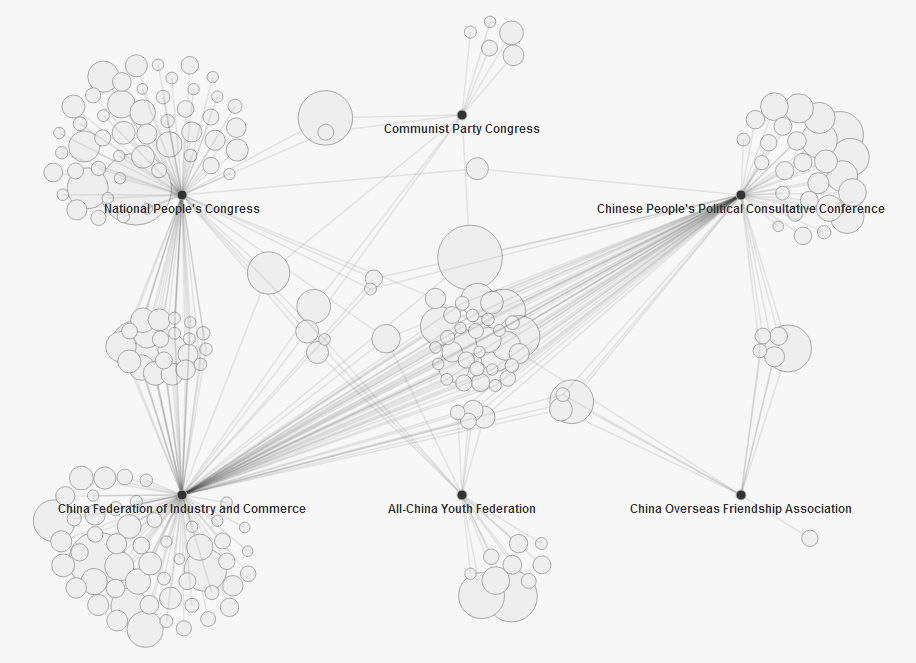 Communist Party Congress
National People's Congress
Chinese People's Political Consultative Conference
China Federation of Industry and Commerce
All-China Youth Federation
China Overseas Friendship Association